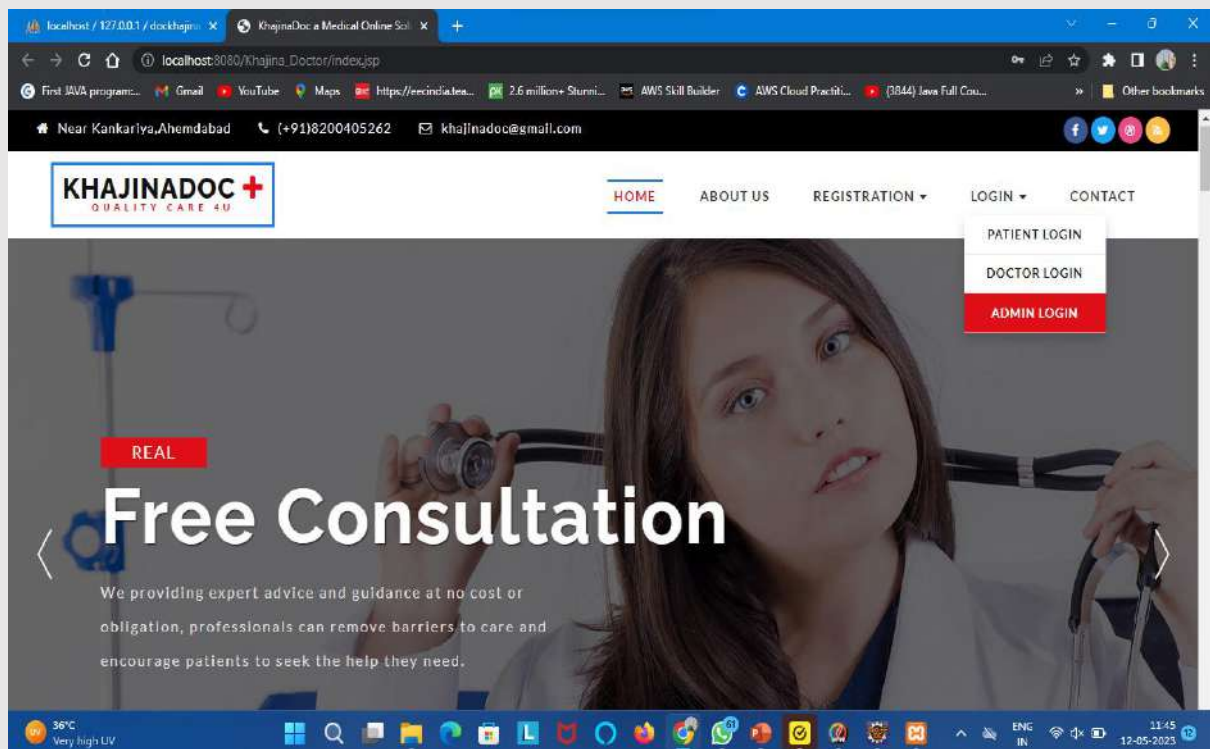 localhost / 127.0.0.1 / dockhajina
KhajinaDoc a Medical Online Sol
localhost:8080/Khajina_Doctor/index.jsp
First JAVA program:... Gmail YouTube Maps https://eecindia.tea... 2.6 million+ Stunni... AWS Skill Builder AWS Cloud Practiti... (3844) Java Full Cou... » Other bookmarks
Near Kankariya,Ahemdabad (+91)8200405262 khajinadoc@gmail.com
KHAJINADOC
QUALITY CARE 4U
HOME ABOUT US REGISTRATION LOGIN CONTACT
PATIENT LOGIN
DOCTOR LOGIN
ADMIN LOGIN
REAL
Free Consultation
We providing expert advice and guidance at no cost or
obligation, professionals can remove barriers to care and
encourage patients to seek the help they need.
36°C
Very high UV
61
ENG
IN
11:45
12-05-2023
12